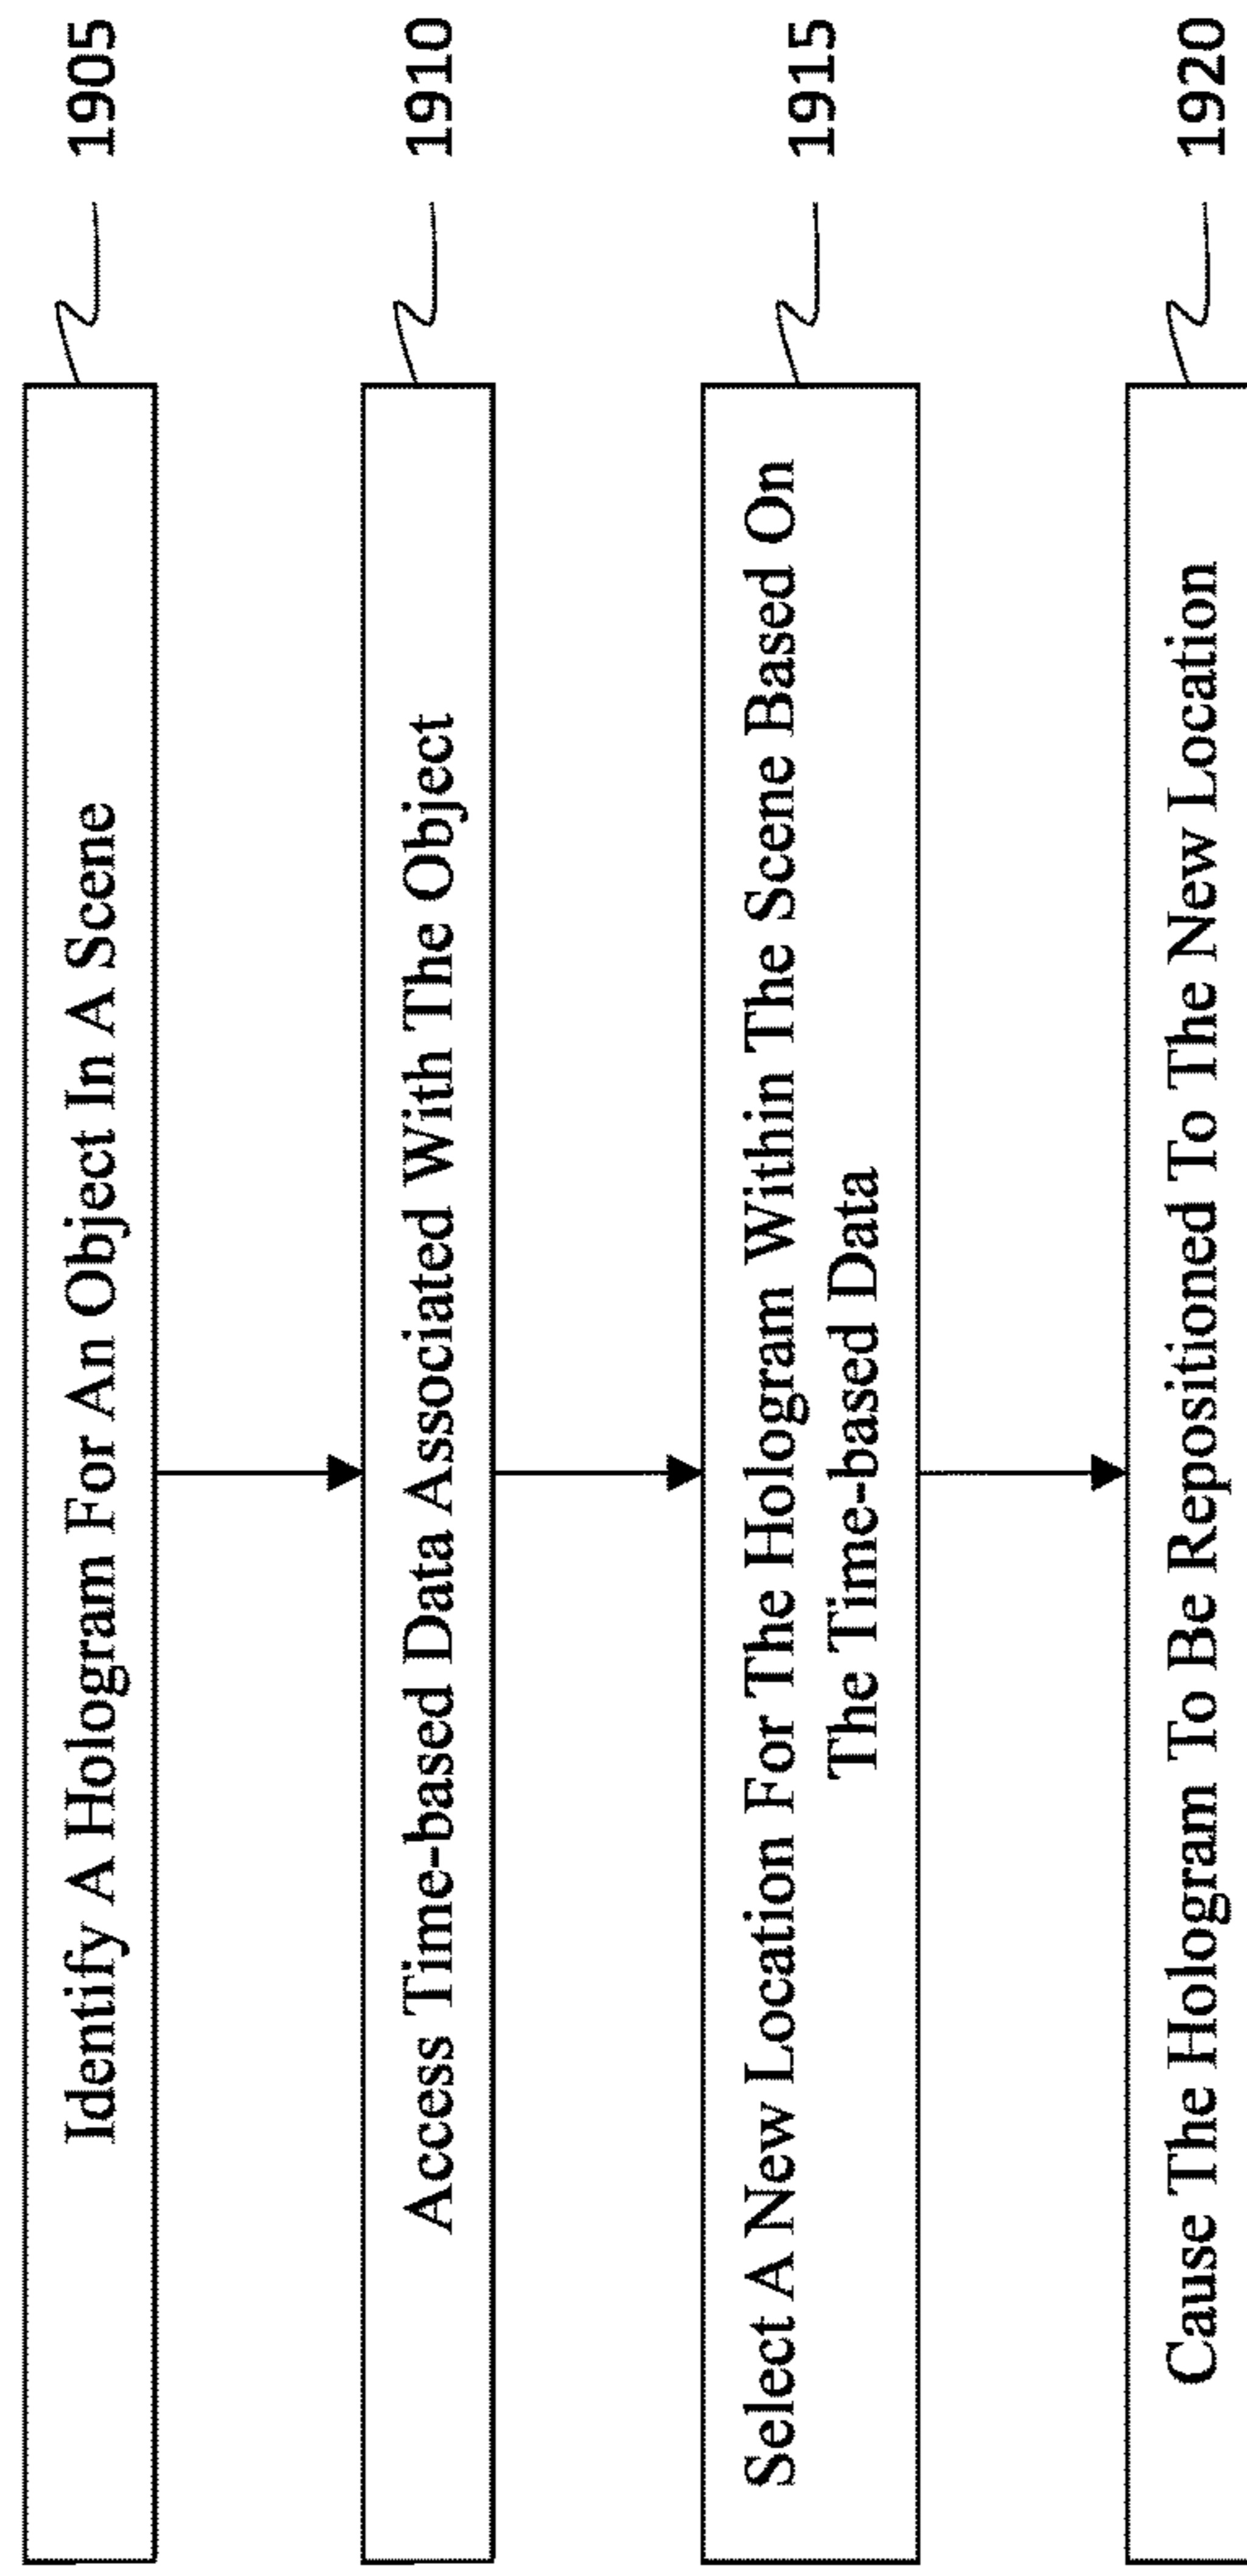 Identify A Hologram For An Object In A Scene
1905
Access Time-based Data Associated With The Object
1910
Select A New Location For The Hologram Within The Scene Based On
The Time-based Data
1915
Cause The Hologram To Be Repositioned To The New Location
1920